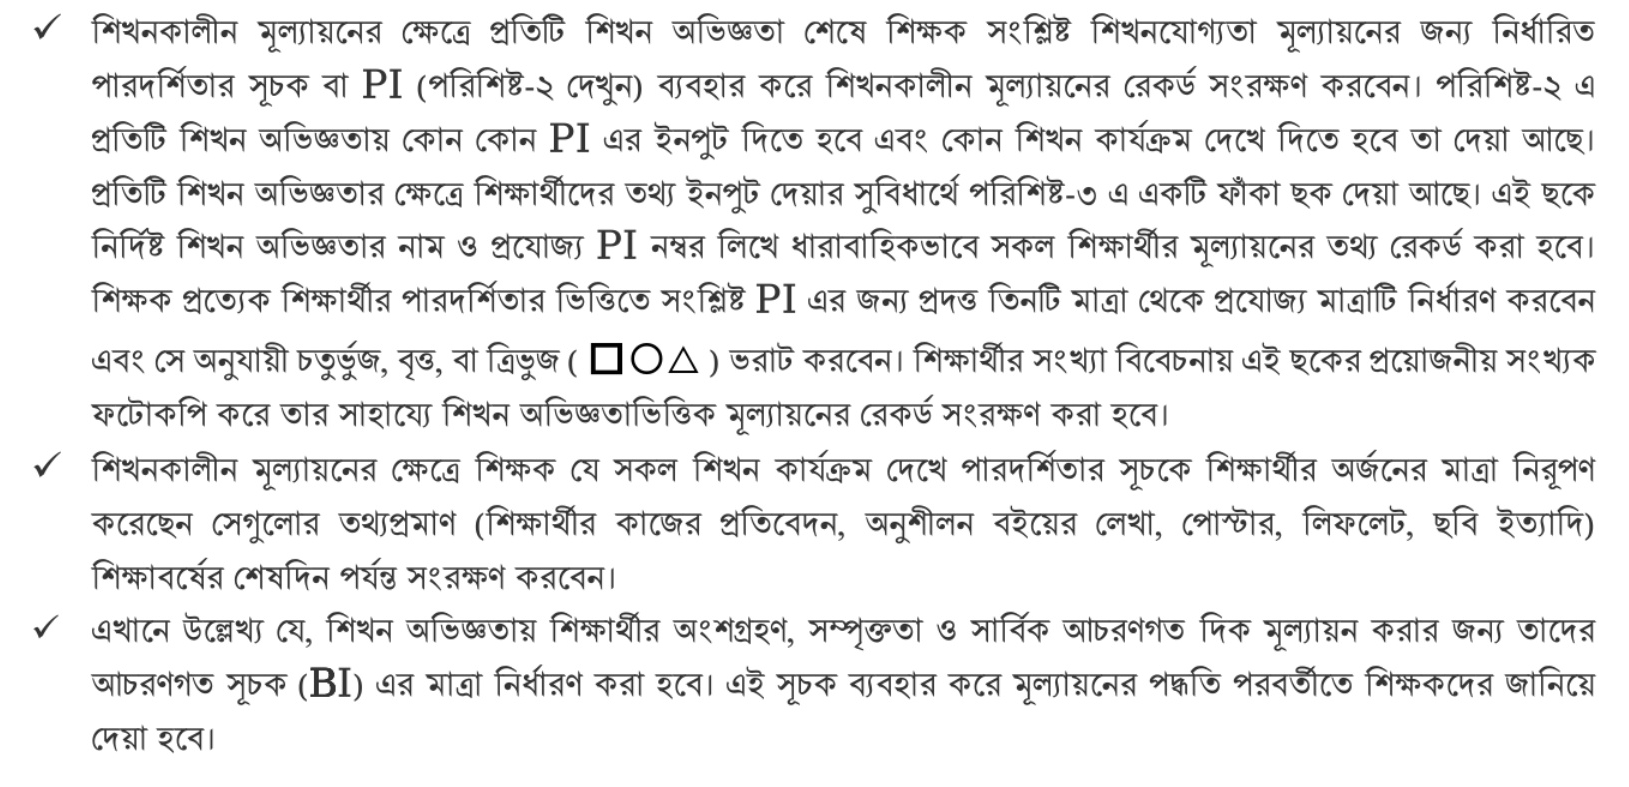 ✓ শিখনকালীন মূল্যায়নের ক্ষেত্রে প্রতিটি শিখন অভিজ্ঞতা শেষে শিক্ষক সংশ্লিষ্ট শিখনযোগ্যতা মূল্যায়নের জন্য নির্ধারিত
পারদর্শিতার সূচক বা PI (পরিশিষ্ট-২ দেখুন) ব্যবহার করে শিখনকালীন মূল্যায়নের রেকর্ড সংরক্ষণ করবেন। পরিশিষ্ট-২ এ
প্রতিটি শিখন অভিজ্ঞতায় কোন কোন PI এর ইনপুট দিতে হবে এবং কোন শিখন কার্যক্রম দেখে দিতে হবে তা দেয়া আছে।
প্রতিটি শিখন অভিজ্ঞতার ক্ষেত্রে শিক্ষার্থীদের তথ্য ইনপুট দেয়ার সুবিধার্থে পরিশিষ্ট-৩ এ একটি ফাঁকা ছক দেয়া আছে। এই ছকে
নির্দিষ্ট শিখন অভিজ্ঞতার নাম ও প্রযোজ্য PI নম্বর লিখে ধারাবাহিকভাবে সকল শিক্ষার্থীর মূল্যায়নের তথ্য রেকর্ড করা হবে।
শিক্ষক প্রত্যেক শিক্ষার্থীর পারদর্শিতার ভিত্তিতে সংশ্লিষ্ট PI এর জন্য প্রদত্ত তিনটি মাত্রা থেকে প্রযোজ্য মাত্রাটি নির্ধারণ করবেন
এবং সে অনুযায়ী চতুর্ভুজ, বৃত্ত, বা ত্রিভুজ ( □○△ ) ভরাট করবেন। শিক্ষার্থীর সংখ্যা বিবেচনায় এই ছকের প্রয়োজনীয় সংখ্যক
ফটোকপি করে তার সাহায্যে শিখন অভিজ্ঞতাভিত্তিক মূল্যায়নের রেকর্ড সংরক্ষণ করা হবে।
✓ শিখনকালীন মূল্যায়নের ক্ষেত্রে শিক্ষক যে সকল শিখন কার্যক্রম দেখে পারদর্শিতার সূচকে শিক্ষার্থীর অর্জনের মাত্রা নিরূপণ
করেছেন সেগুলোর তথ্যপ্রমাণ (শিক্ষার্থীর কাজের প্রতিবেদন, অনুশীলন বইয়ের লেখা, পোস্টার, লিফলেট, ছবি ইত্যাদি)
শিক্ষাবর্ষের শেষদিন পর্যন্ত সংরক্ষণ করবেন।
✓ এখানে উল্লেখ্য যে, শিখন অভিজ্ঞতায় শিক্ষার্থীর অংশগ্রহণ, সম্পৃক্ততা ও সার্বিক আচরণগত দিক মূল্যায়ন করার জন্য তাদের
আচরণগত সূচক (BI) এর মাত্রা নির্ধারণ করা হবে। এই সূচক ব্যবহার করে মূল্যায়নের পদ্ধতি পরবর্তীতে শিক্ষকদের জানিয়ে
দেয়া হবে।